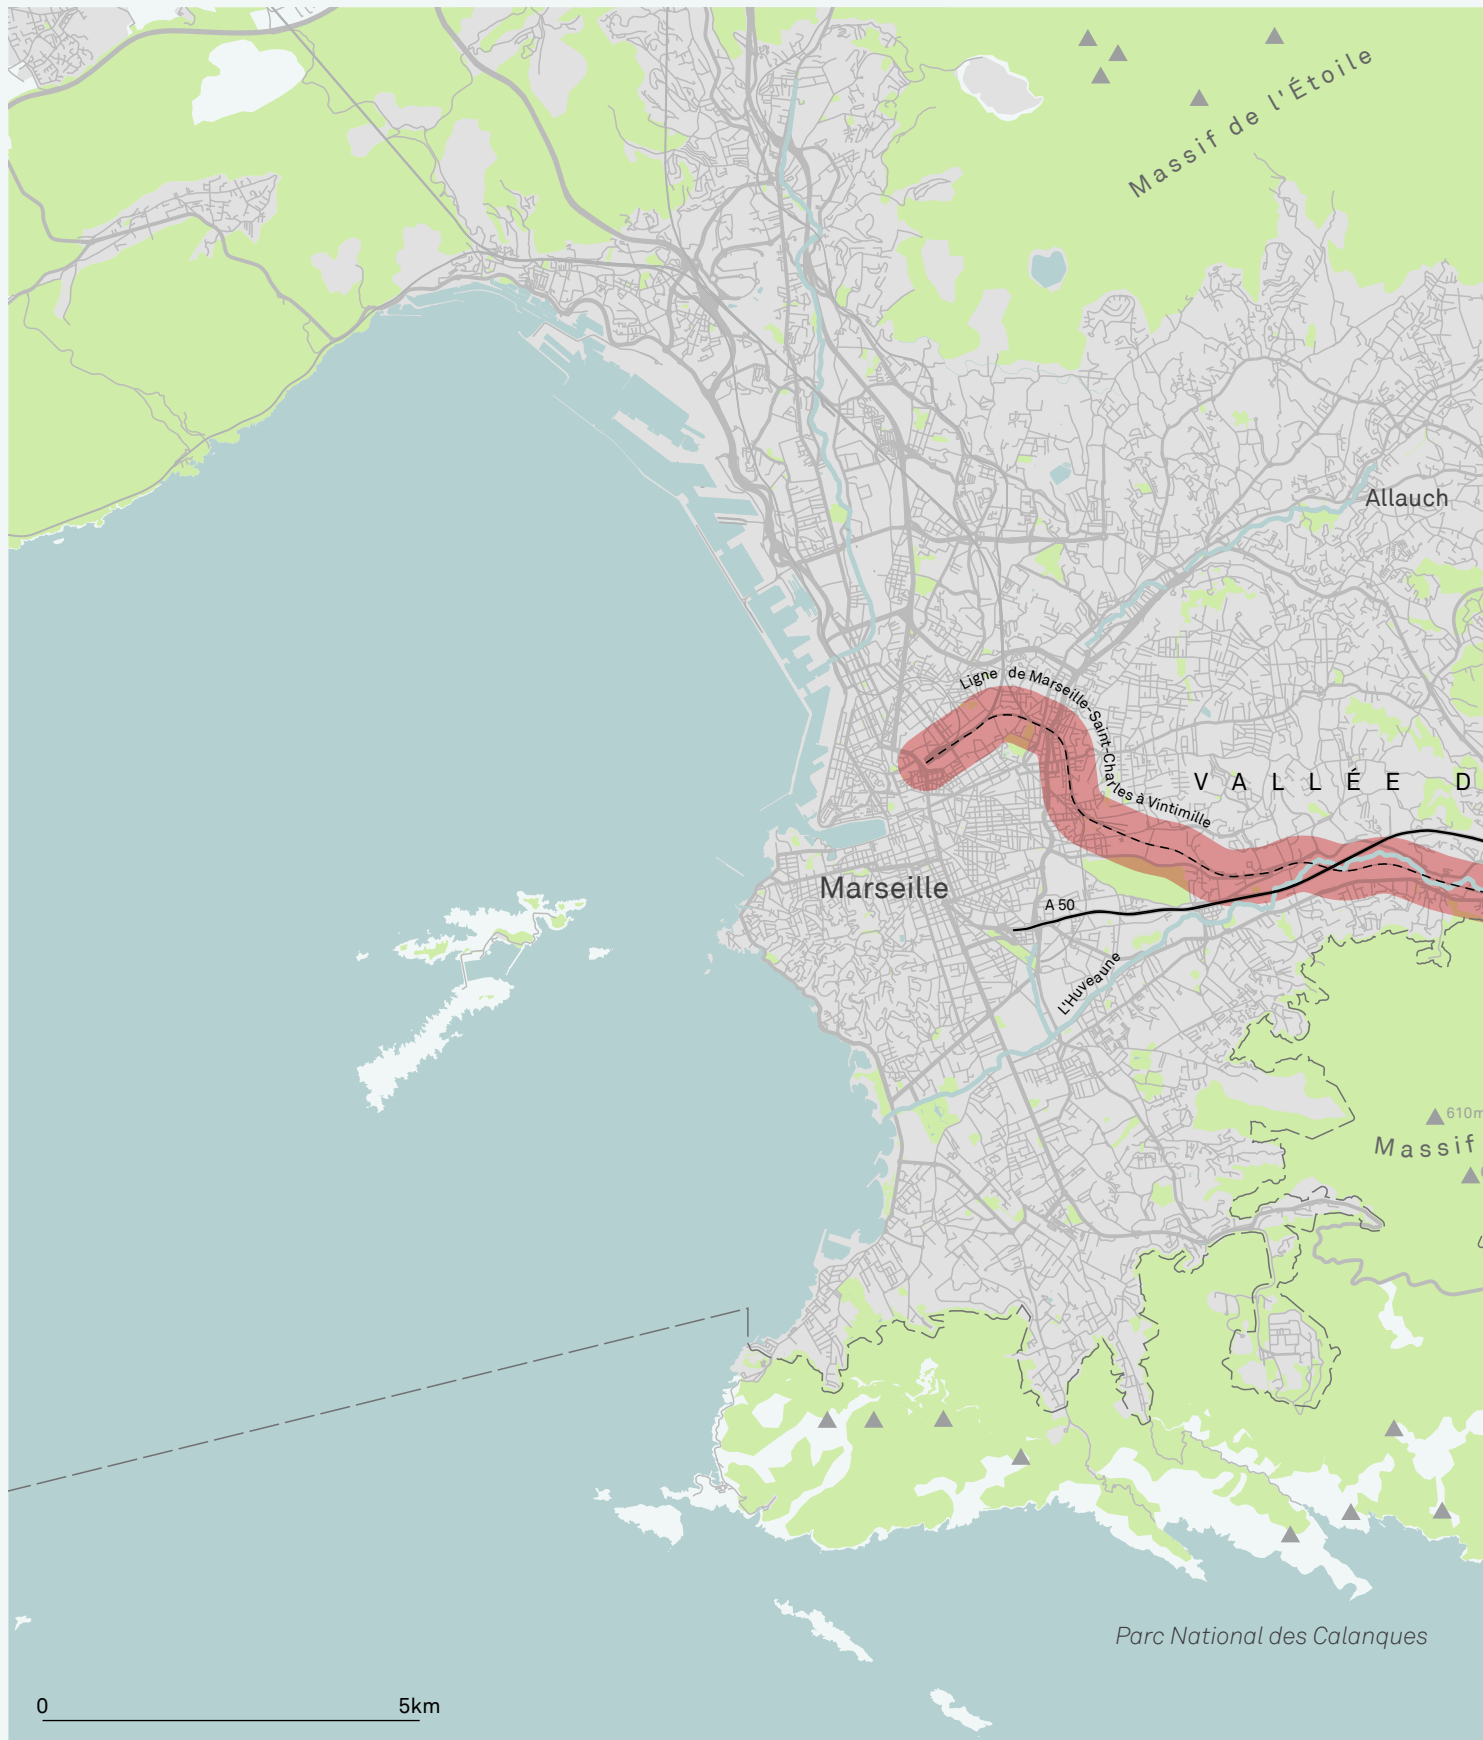 Massif de l'Étoile
Allauch
Ligne de Marseille-Saint-Charles à Vintimille
VALLÉE D
Marseille
A 50
L'Huveaune
610m
Massif
Parc National des Calanques
0 5km